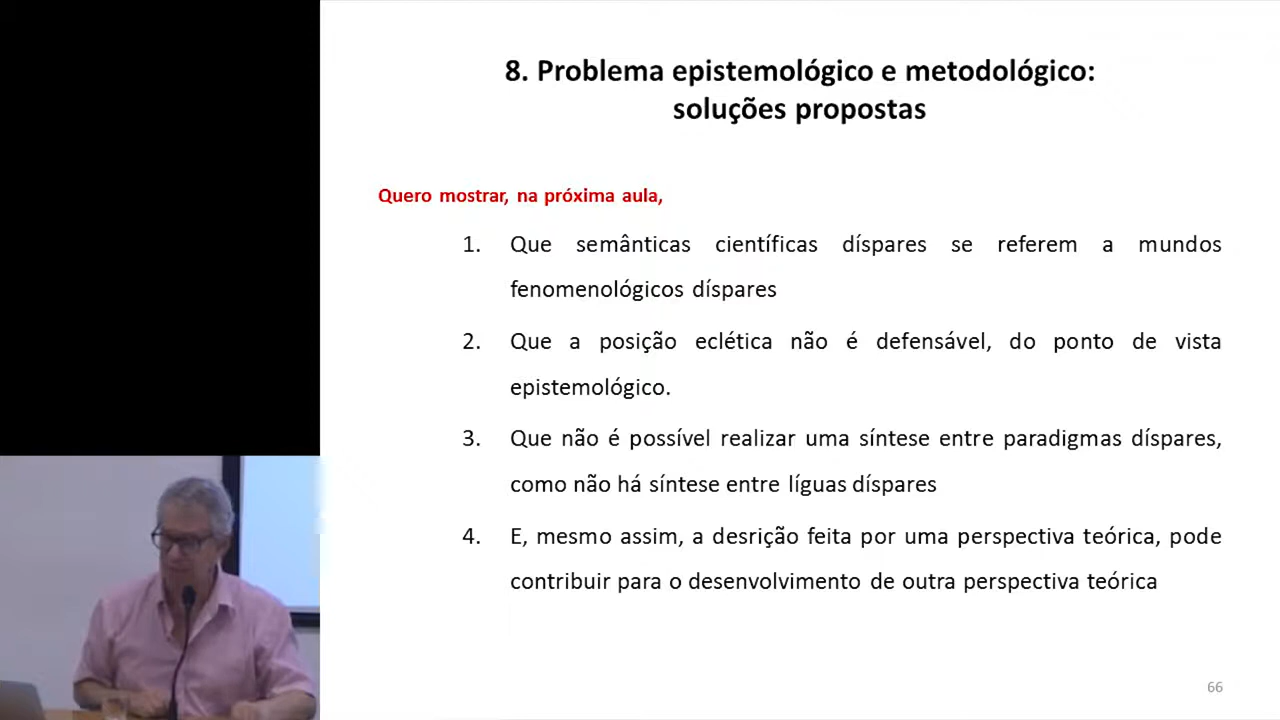 8. Problema epistemológico e metodológico:
soluções propostas
Quero mostrar, na próxima aula,
1. Que semânticas científicas díspares se referem a mundos
fenomenológicos díspares
2. Que a posição eclética não é defensável, do ponto de vista
epistemológico.
3. Que não é possível realizar uma síntese entre paradigmas díspares,
como não há síntese entre líguas díspares
4. E, mesmo assim, a desrição feita por uma perspectiva teórica, pode
contribuir para o desenvolvimento de outra perspectiva teórica
66